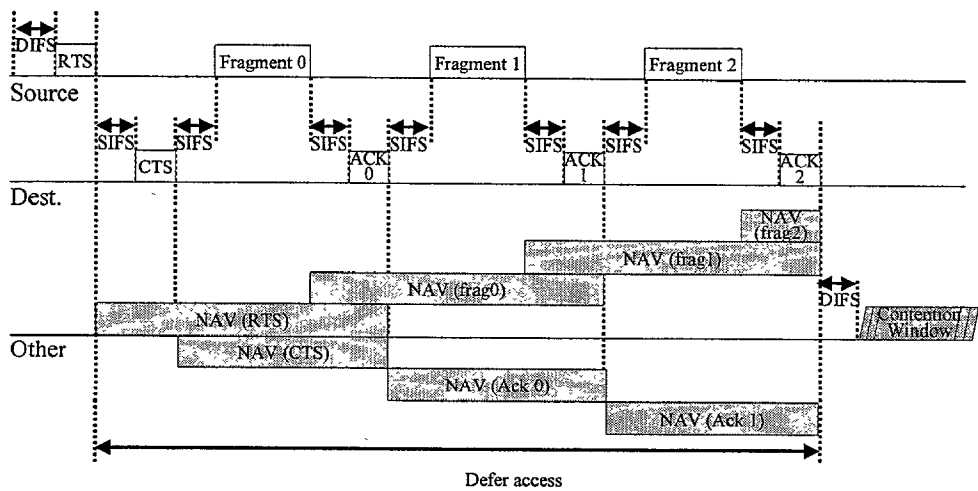 DIFS
RTS
Fragment 0
Fragment 1
Fragment 2
Source
SIFS
SIFS
SIFS
SIFS
SIFS
SIFS
SIFS
CTS
ACK
0
ACK
1
ACK
2
Dest.
NAV
(frag2)
NAV (frag1)
NAV (frag0)
DIFS
NAV (RTS)
Contention
Window
Other
NAV (CTS)
NAV (Ack 0)
NAV (Ack 1)
Defer access